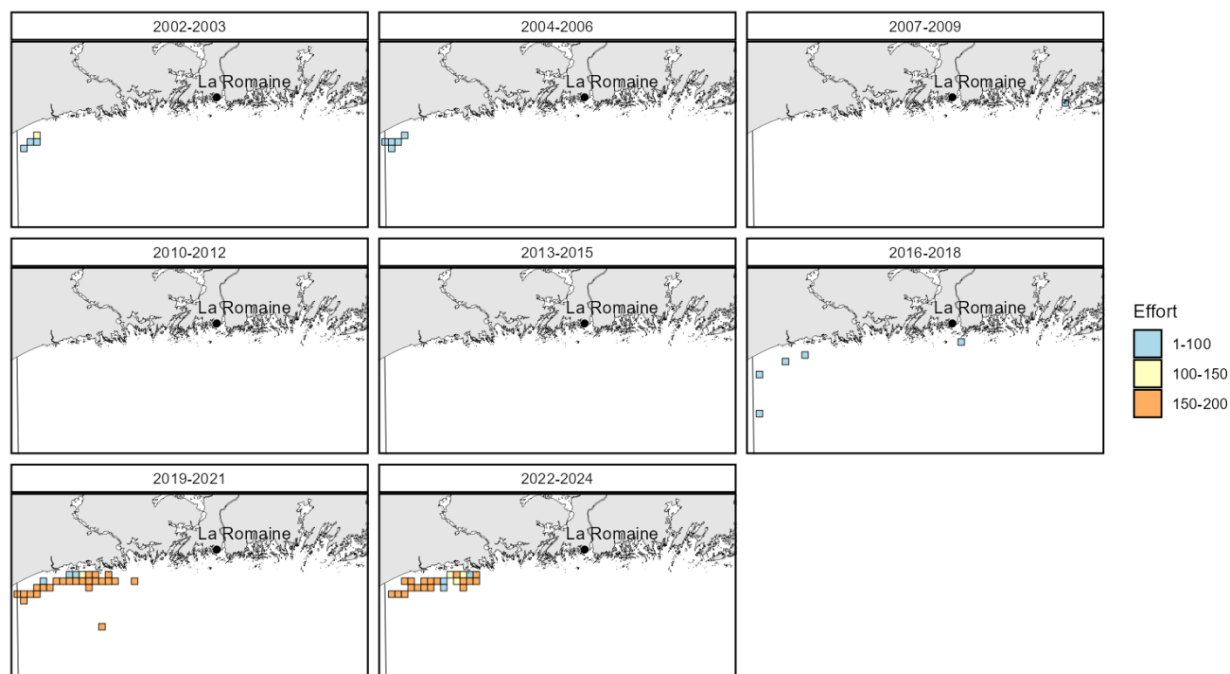 2002-2003
2004-2006
2007-2009
La Romaine
La Romaine
La Romaine
2010-2012
2013-2015
2016-2018
La Romaine
La Romaine
La Romaine
Effort
1-100
100-150
150-200
2019-2021
2022-2024
La Romaine
La Romaine